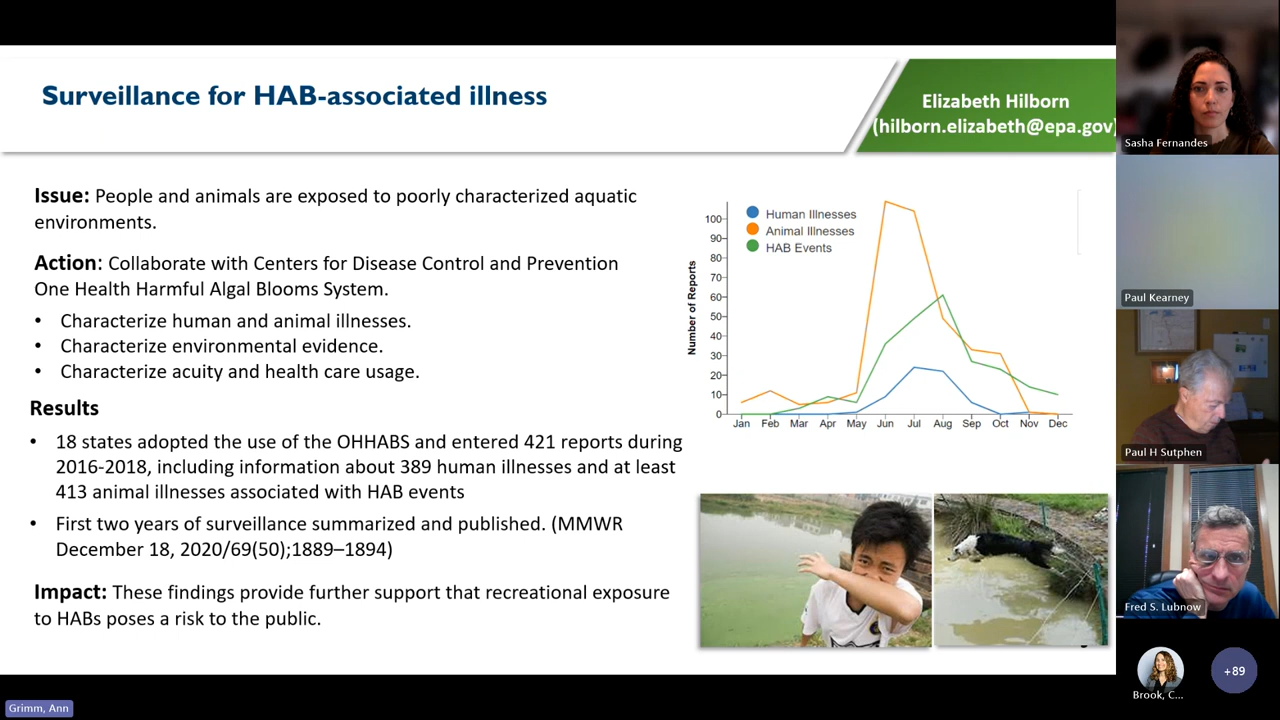 Surveillance for HAB-associated illness
Elizabeth Hilborn
(hilborn.elizabeth@epa.gov)
Issue: People and animals are exposed to poorly characterized aquatic
environments.
Action: Collaborate with Centers for Disease Control and Prevention
One Health Harmful Algal Blooms System.
• Characterize human and animal illnesses.
• Characterize environmental evidence.
• Characterize acuity and health care usage.
Results
• 18 states adopted the use of the OHHABS and entered 421 reports during
2016-2018, including information about 389 human illnesses and at least
413 animal illnesses associated with HAB events
• First two years of surveillance summarized and published. (MMWR
December 18, 2020/69(50);1889–1894)
Impact: These findings provide further support that recreational exposure
to HABs poses a risk to the public.
Human Illnesses
Animal Illnesses
HAB Events
Number of Reports
100
90
80
70
60
50
40
30
20
10
0
Jan Feb Mar Apr May Jun Jul Aug Sep Oct Nov Dec
Sasha Fernandes
Paul Kearney
Paul H Sutphen
Fred S. Lubnow
Brook, C...
+89
Grimm, Ann